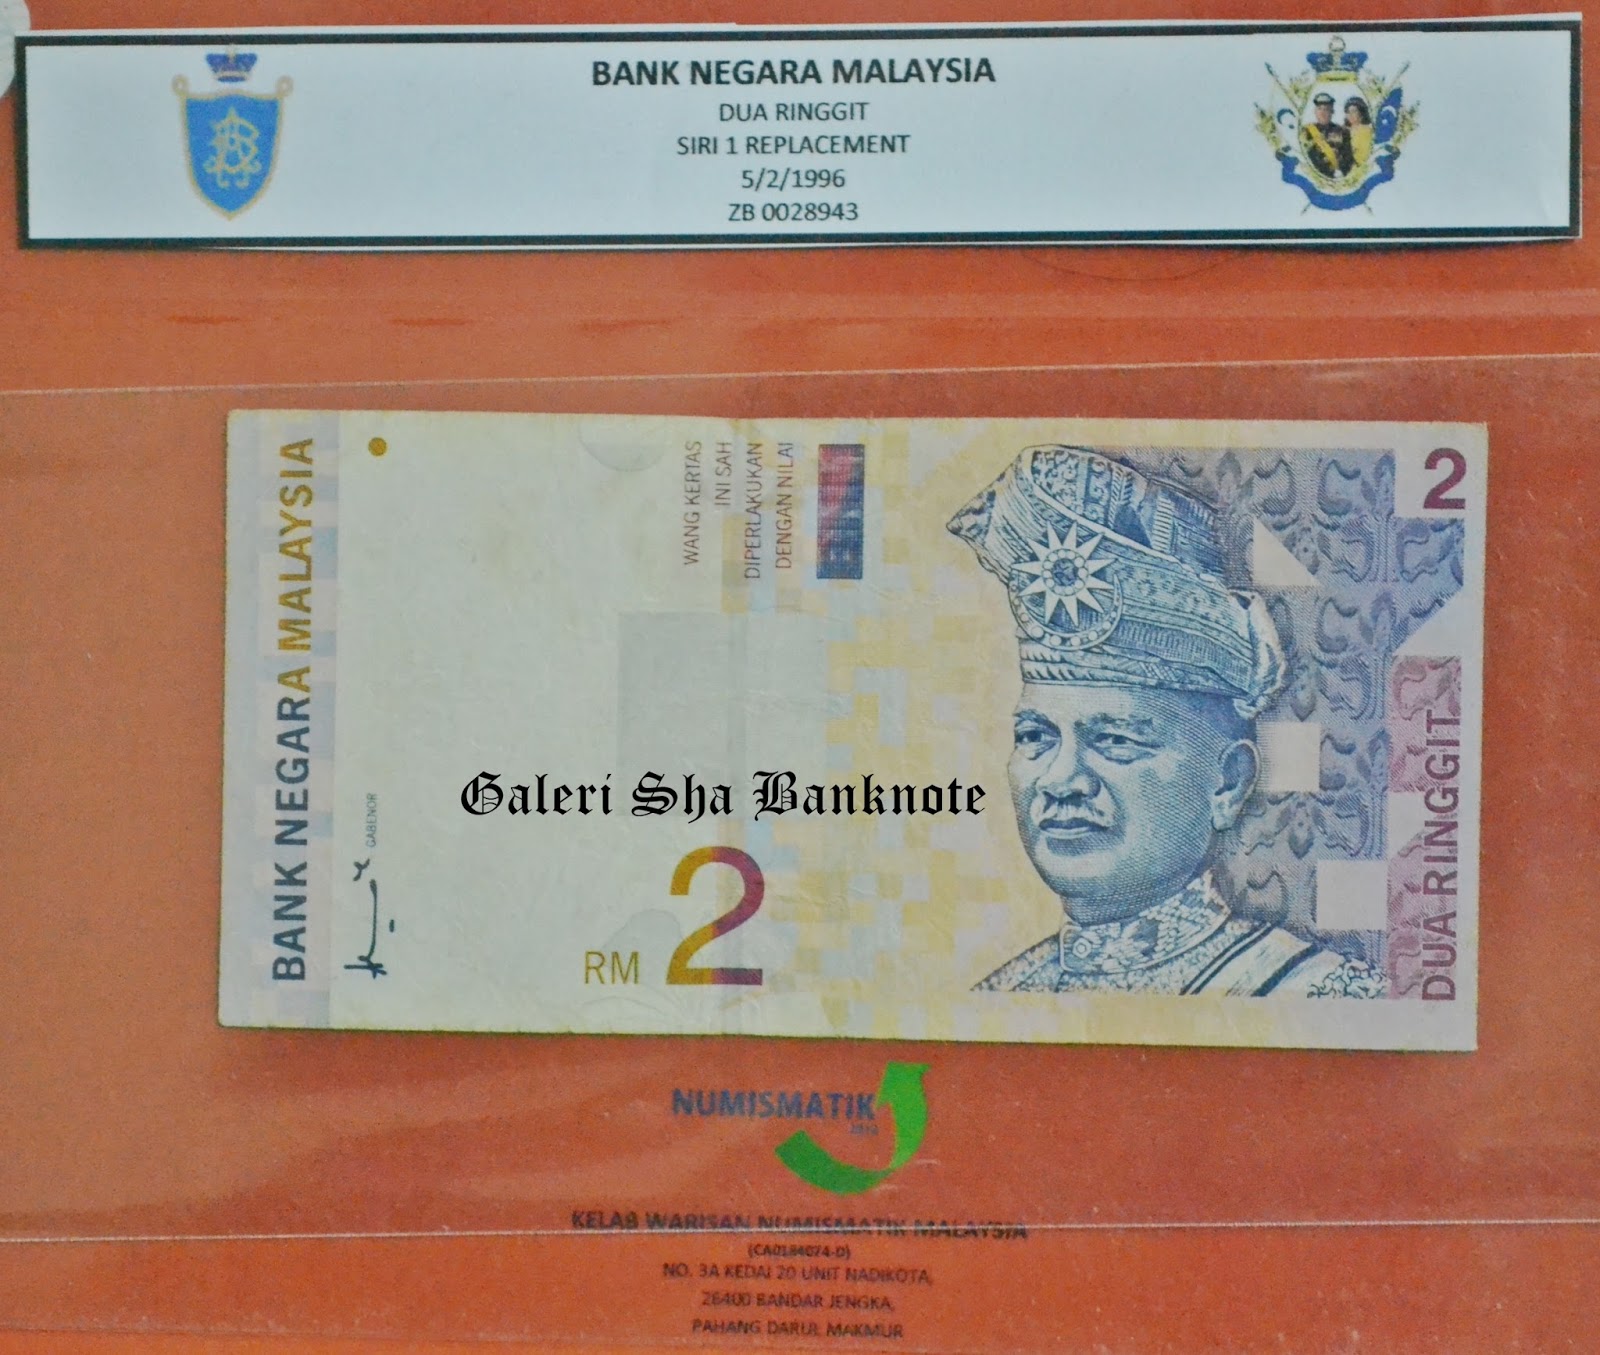 BANK NEGARA MALAYSIA
DUA RINGGIT
SIRI 1 REPLACEMENT
5/2/1996
ZB 0028943
BANK NEGARA MALAYSIA
GABENOR
WANG KERTAS
INI SAH
DIPERLAKUKAN
DENGAN NILAI
2
DUA RINGGIT
Galeri Sha Banknote
RM 2
NUMISMATIK
KELAB WARISAN NUMISMATIK MALAYSIA
(CA0184074-D)
NO. 3A KEDAI 20 UNIT NADIKOTA,
26400 BANDAR JENGKA,
PAHANG DARUL MAKMUR